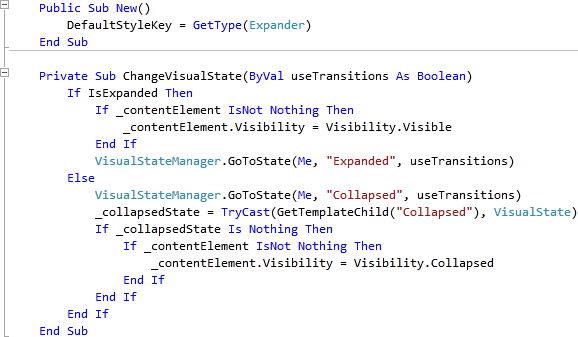 Public Sub New()
    DefaultStyleKey = GetType(Expander)
End Sub
Private Sub ChangeVisualState(ByVal useTransitions As Boolean)
    If IsExpanded Then
        If _contentElement IsNot Nothing Then
            _contentElement.Visibility = Visibility.Visible
        End If
        VisualStateManager.GoToState(Me, "Expanded", useTransitions)
    Else
        VisualStateManager.GoToState(Me, "Collapsed", useTransitions)
        _collapsedState = TryCast(GetTemplateChild("Collapsed"), VisualState)
        If _collapsedState Is Nothing Then
            If _contentElement IsNot Nothing Then
                _contentElement.Visibility = Visibility.Collapsed
            End If
        End If
    End If
End Sub